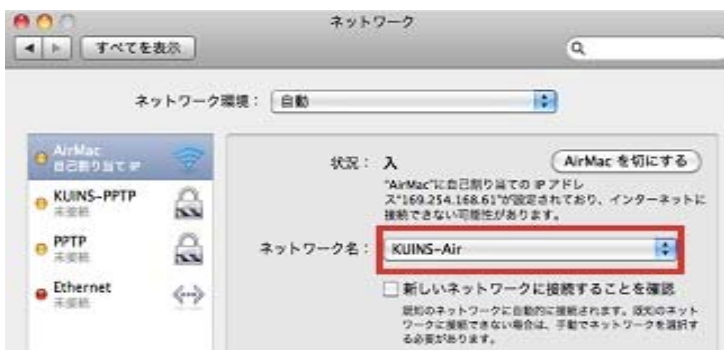 ネットワーク
すべてを表示
ネットワーク環境： 自動
AirMac
自己割り当て IP
KUINS-PPTP
未接続
PPTP
未接続
Ethernet
未接続
状況： 入
AirMac を切にする
"AirMac"に自己割り当ての IP アドレ
ス"169.254.168.61"が設定されており、インターネットに
接続できない可能性があります。
ネットワーク名： KUINS-Air
新しいネットワークに接続することを確認
既知のネットワークに自動的に接続されます。既知のネット
ワークに接続できない場合は、手動でネットワークを選択す
る必要があります。